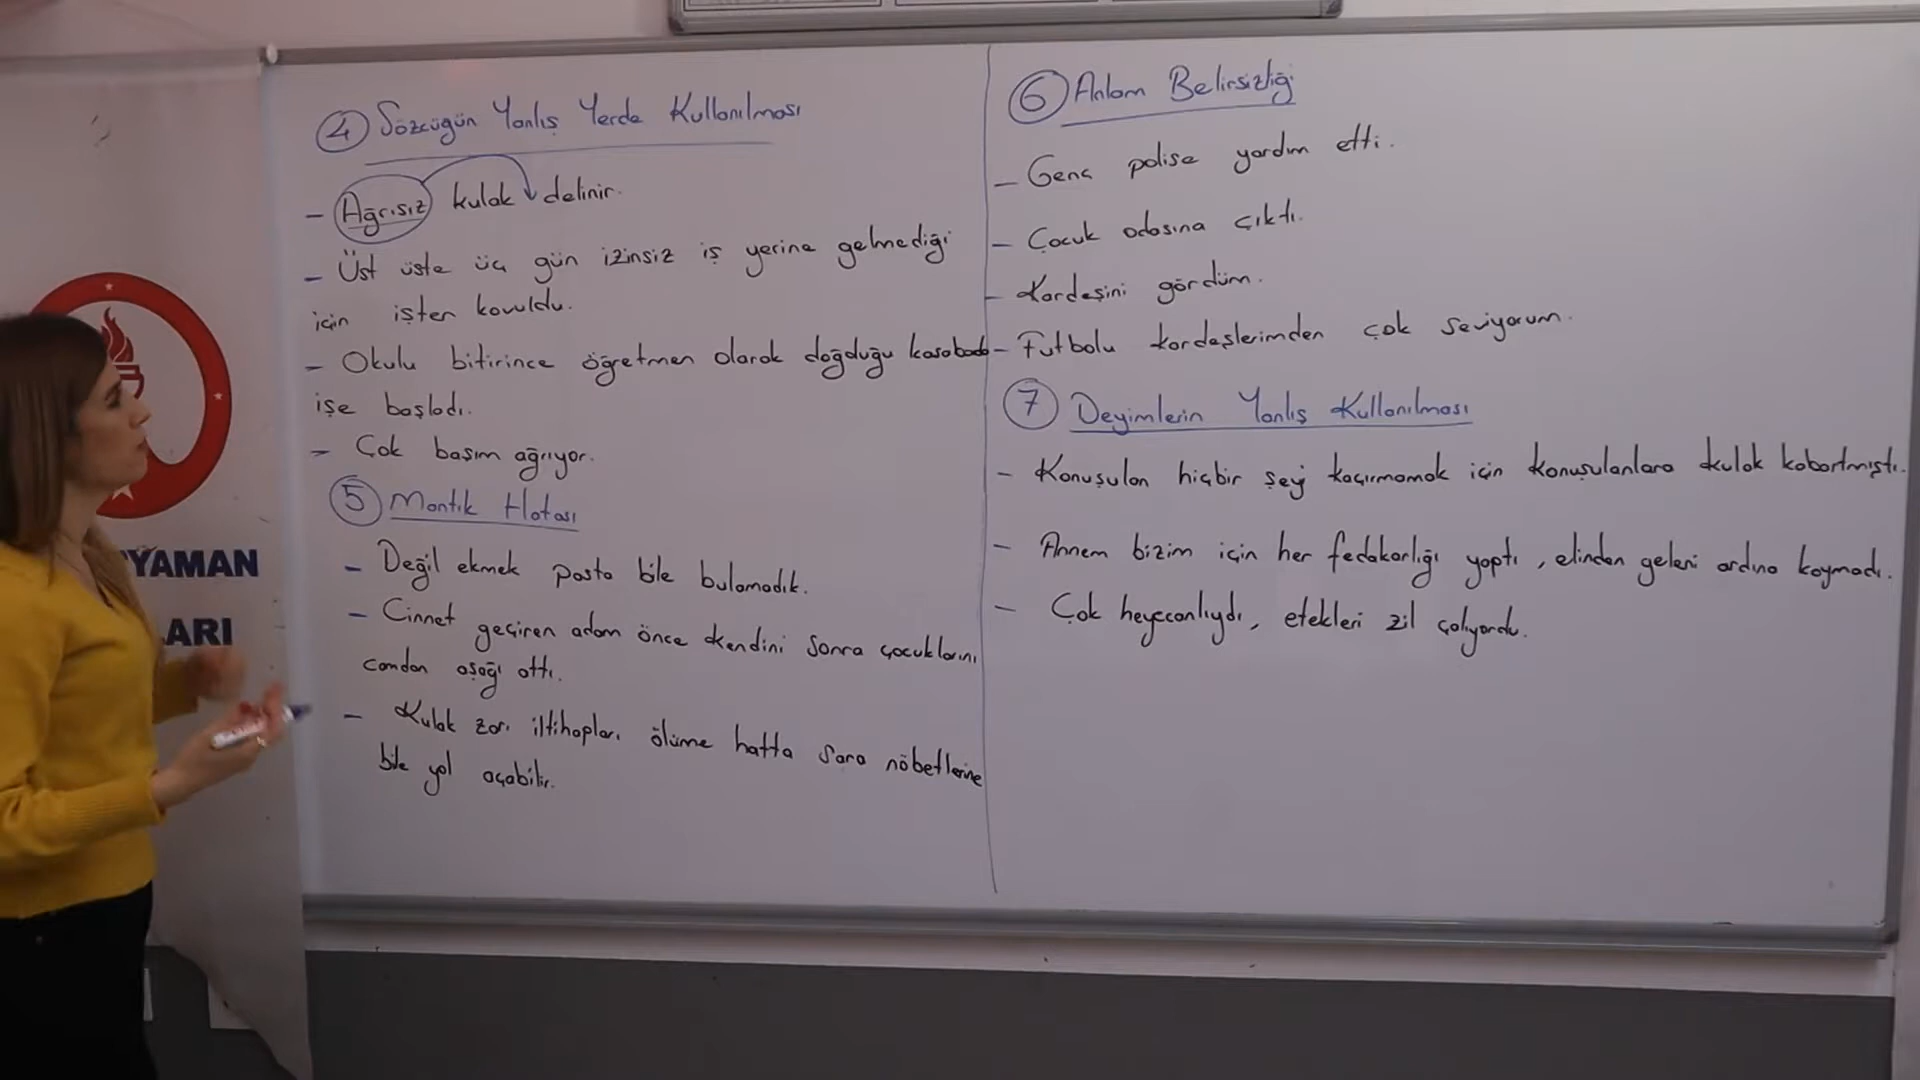 4 Sözcüğün Yanlış Yerde Kullanılması
- Ağrısız kulak delinir.
- Üst üste üç gün izinsiz iş yerine gelmediği
için işten kovuldu.
- Okulu bitirince öğretmen olarak doğduğu kasabada
işe başladı.
- Çok başım ağrıyor.
5 Mantık Hatası
- Değil ekmek pasta bile bulamadık.
- Cinnet geçiren adam önce kendini sonra çocuklarını
camdan aşağı attı.
- Kulak zarı iltihapları ölüme hatta sara nöbetlerine
bile yol açabilir.
6 Anlam Belirsizliği
- Genç polise yardım etti.
- Çocuk odasına çıktı.
- Kardeşini gördüm.
- Futbolu kardeşlerimden çok seviyorum.
7 Deyimlerin Yanlış Kullanılması
- Konuşulan hiçbir şey kaçırmamak için konuşulanlara kulak kabartmıştı.
- Annem bizim için her fedakarlığı yaptı, elinden geleni ardına koymadı.
- Çok heyecanlıydı, etekleri zil çalıyordu.
YAMAN
ARI